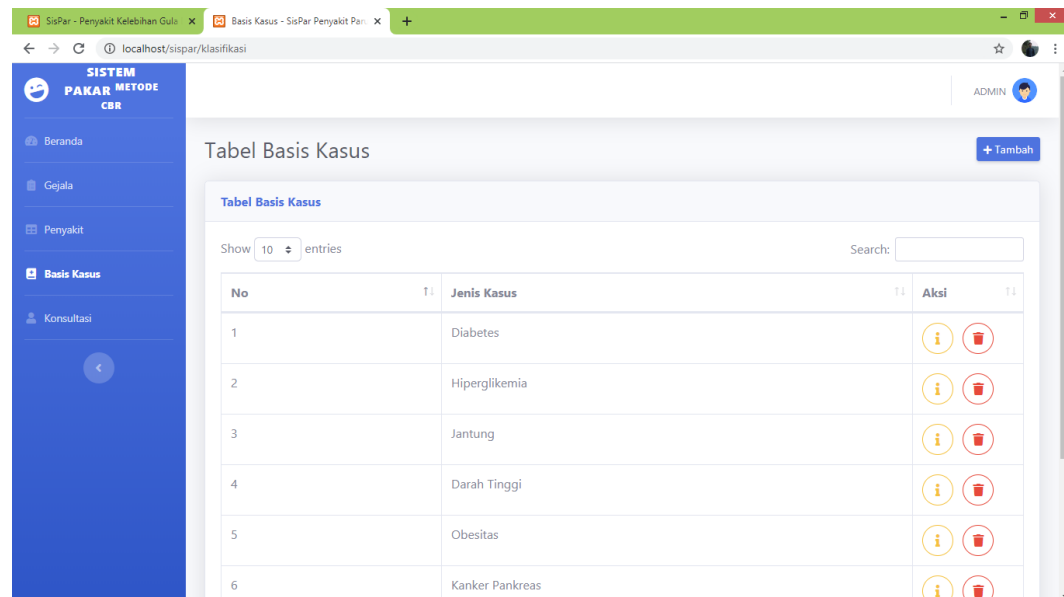 SisPar - Penyakit Kelebihan Gula
Basis Kasus - SisPar Penyakit Par
localhost/sispar/klasifikasi
SISTEM
PAKAR METODE
CBR
ADMIN
Beranda
Gejala
Penyakit
Basis Kasus
Konsultasi
Tabel Basis Kasus
+ Tambah
Tabel Basis Kasus
Show 10 entries
Search:
No Jenis Kasus Aksi
1 Diabetes
2 Hiperglikemia
3 Jantung
4 Darah Tinggi
5 Obesitas
6 Kanker Pankreas